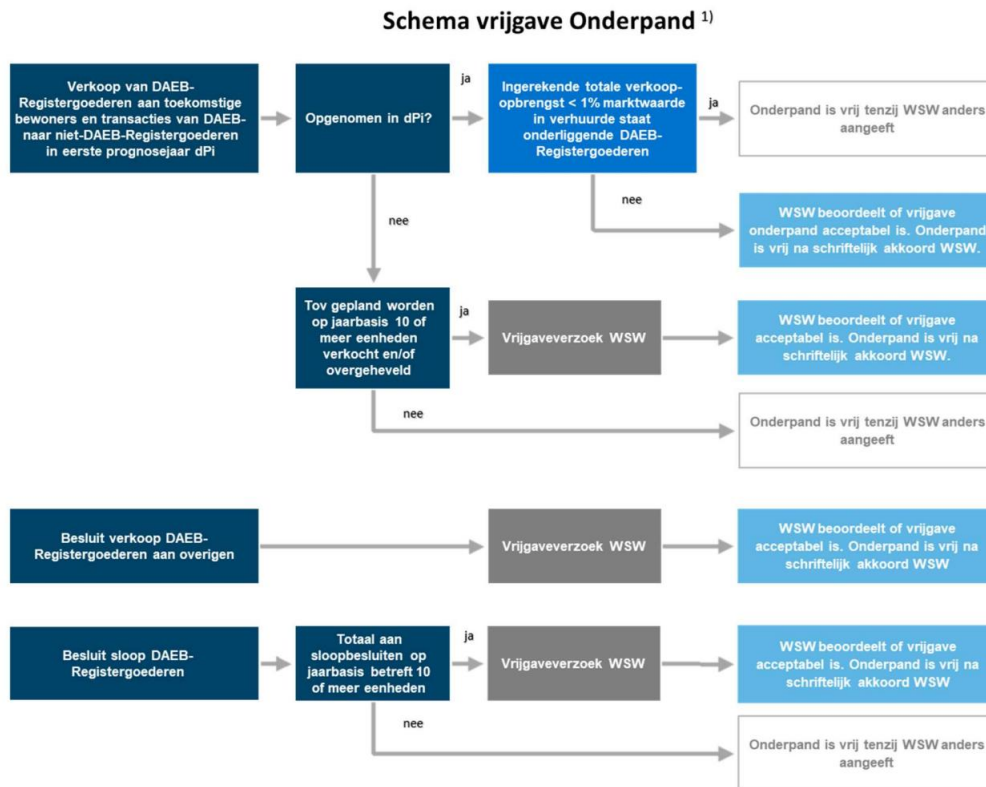 Schema vrijgave Onderpand 1)
Verkoop van DAEB-
Registergoederen aan toekomstige
bewoners en transacties van DAEB-
naar niet-DAEB-Registergoederen
in eerste prognosejaar dPi
Opgenomen in dPi?
ja
Ingerekende totale verkoop-
opbrengst < 1% marktwaarde
in verhuurde staat
onderliggende DAEB-
Registergoederen
ja
Onderpand is vrij tenzij WSW anders
aangeeft
nee
nee
WSW beoordeelt of vrijgave
onderpand acceptabel is. Onderpand
is vrij na schriftelijk akkoord WSW.
Tov gepland worden
op jaarbasis 10 of
meer eenheden
verkocht en/of
overgeheveld
ja
Vrijgaveverzoek WSW
WSW beoordeelt of vrijgave
acceptabel is. Onderpand is vrij na
schriftelijk akkoord WSW.
nee
Onderpand is vrij tenzij WSW anders
aangeeft
Besluit verkoop DAEB-
Registergoederen aan overigen
Vrijgaveverzoek WSW
WSW beoordeelt of vrijgave
acceptabel is. Onderpand is vrij na
schriftelijk akkoord WSW
Besluit sloop DAEB-
Registergoederen
Totaal aan
sloopbesluiten op
jaarbasis betreft 10
of meer eenheden
ja
Vrijgaveverzoek WSW
WSW beoordeelt of vrijgave
acceptabel is. Onderpand is vrij na
schriftelijk akkoord WSW
nee
Onderpand is vrij tenzij WSW anders
aangeeft